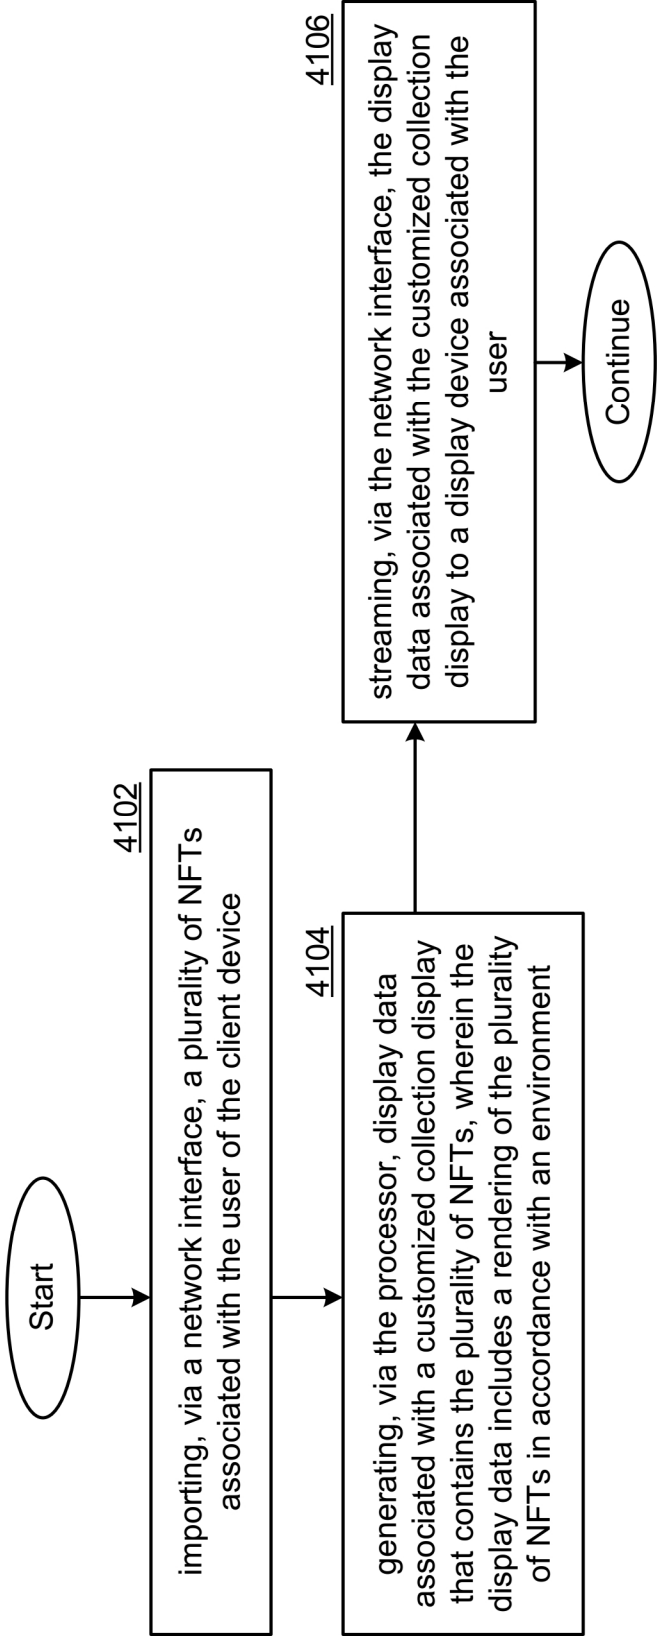 Start
4102
importing, via a network interface, a plurality of NFTs
associated with the user of the client device
4104
generating, via the processor, display data
associated with a customized collection display
that contains the plurality of NFTs, wherein the
display data includes a rendering of the plurality
of NFTs in accordance with an environment
4106
streaming, via the network interface, the display
data associated with the customized collection
display to a display device associated with the
user
Continue